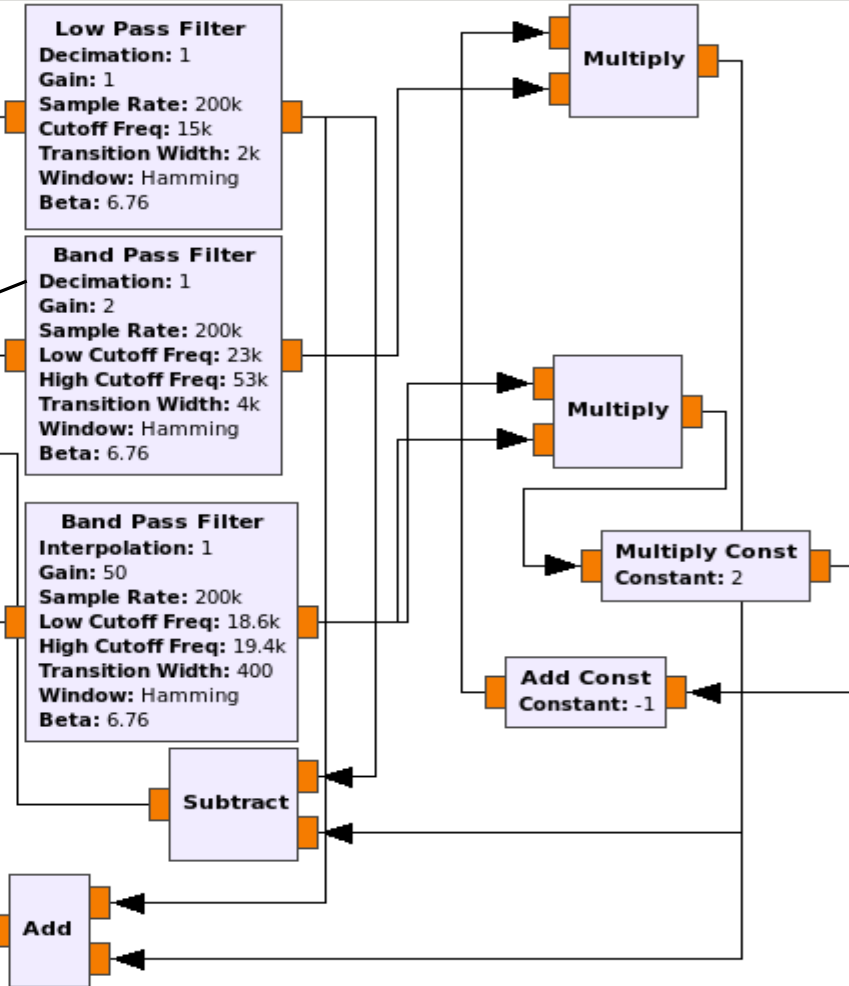 Low Pass Filter
Decimation: 1
Gain: 1
Sample Rate: 200k
Cutoff Freq: 15k
Transition Width: 2k
Window: Hamming
Beta: 6.76
Band Pass Filter
Decimation: 1
Gain: 2
Sample Rate: 200k
Low Cutoff Freq: 23k
High Cutoff Freq: 53k
Transition Width: 4k
Window: Hamming
Beta: 6.76
Band Pass Filter
Interpolation: 1
Gain: 50
Sample Rate: 200k
Low Cutoff Freq: 18.6k
High Cutoff Freq: 19.4k
Transition Width: 400
Window: Hamming
Beta: 6.76
Subtract
Add
Multiply
Multiply
Multiply Const
Constant: 2
Add Const
Constant: -1